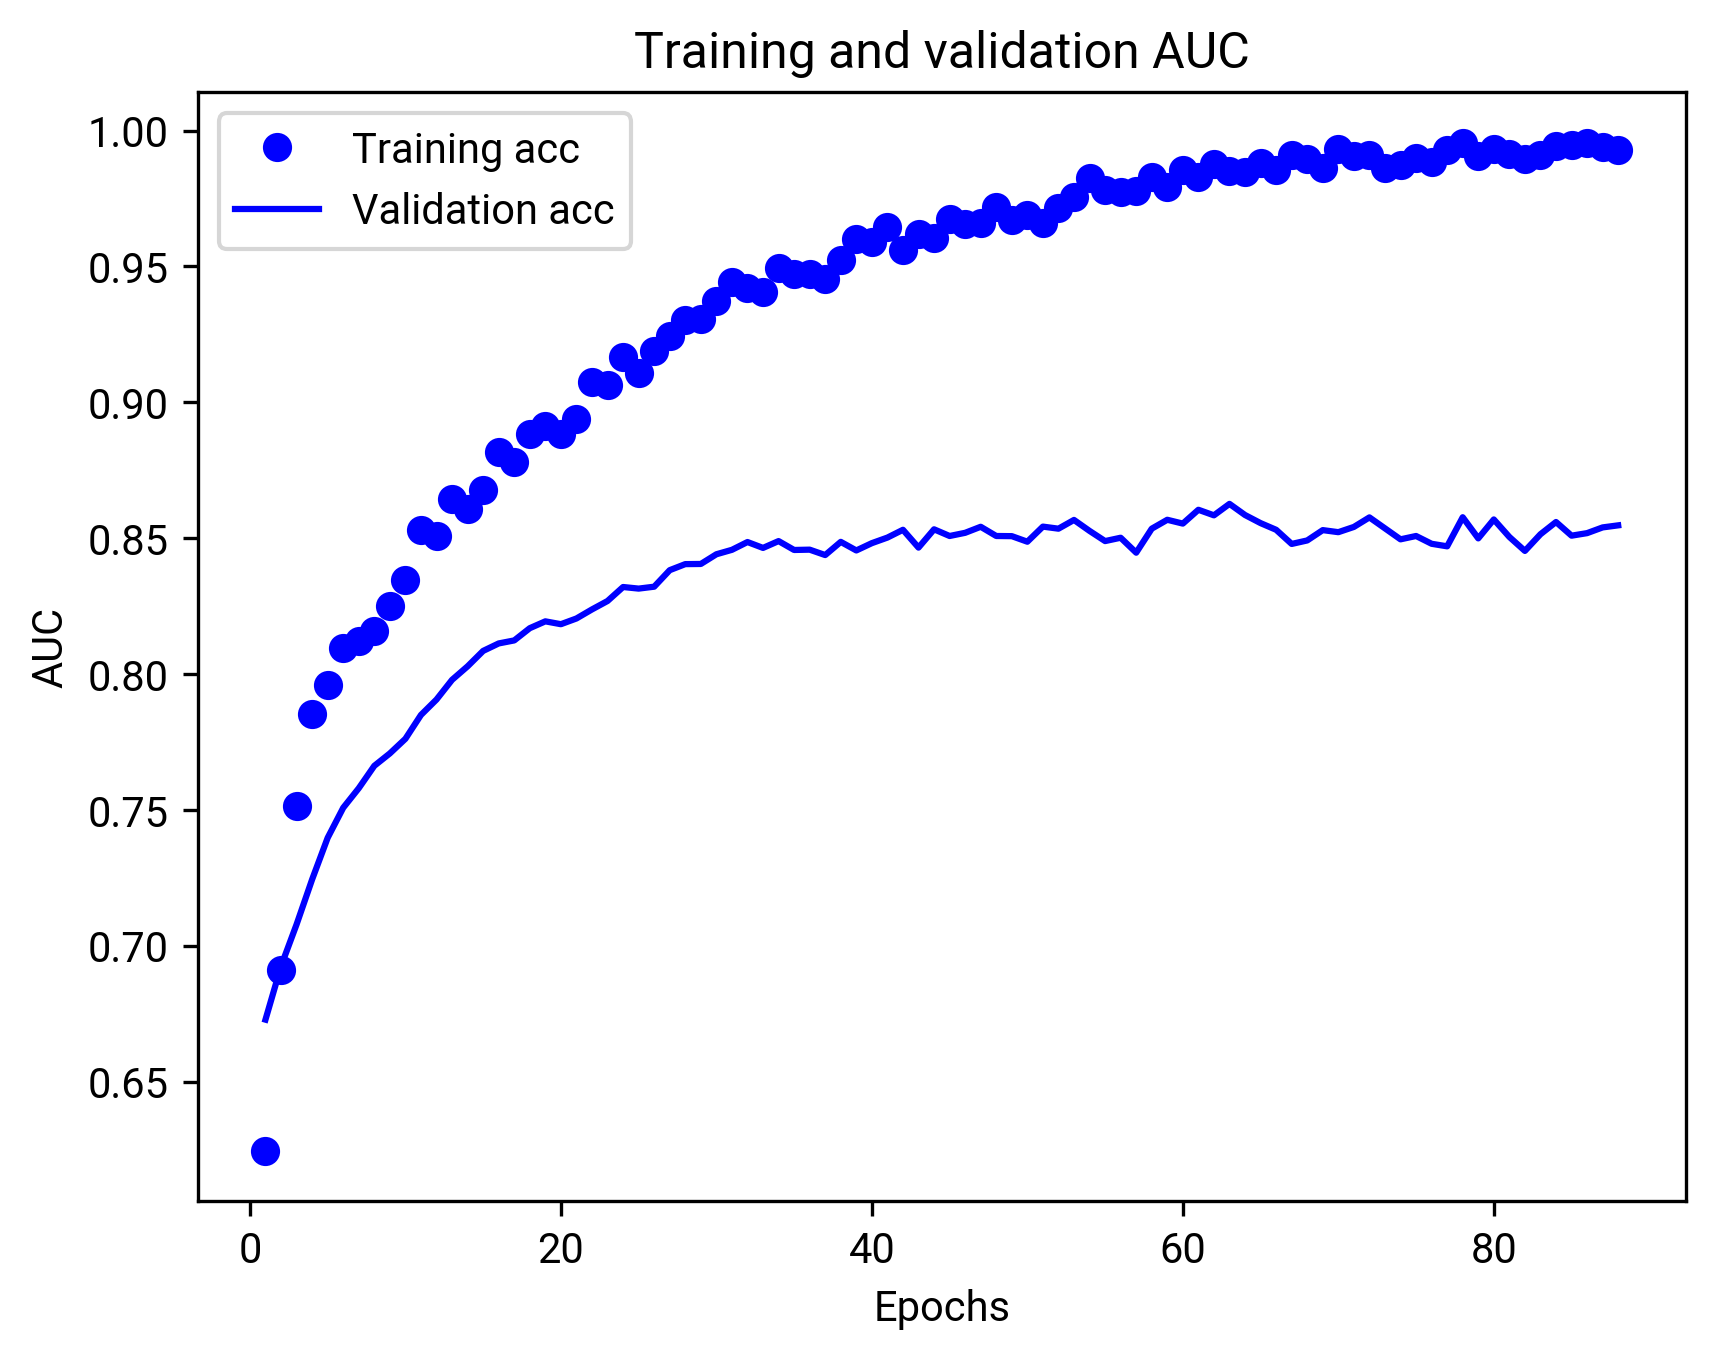 Training and validation AUC
Training acc
Validation acc
1.00
0.95
0.90
0.85
0.80
0.75
0.70
0.65
AUC
0 20 40 60 80
Epochs